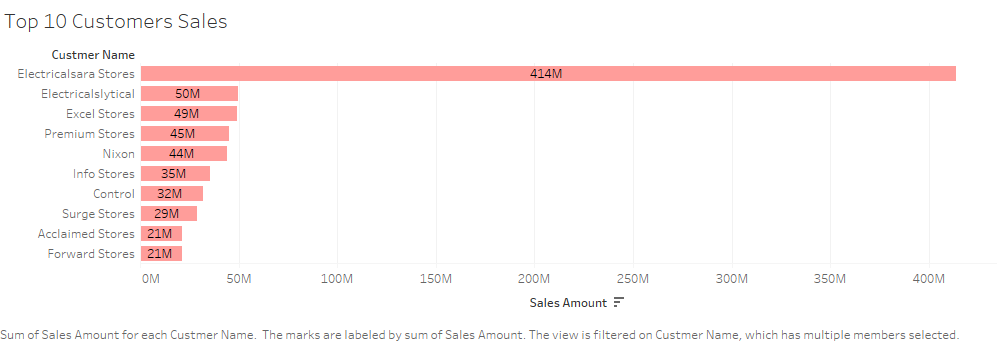 Top 10 Customers Sales
Custmer Name
Electricalsara Stores 414M
Electricalslytical 50M
Excel Stores 49M
Premium Stores 45M
Nixon 44M
Info Stores 35M
Control 32M
Surge Stores 29M
Acclaimed Stores 21M
Forward Stores 21M
0M 50M 100M 150M 200M 250M 300M 350M 400M
Sales Amount
Sum of Sales Amount for each Custmer Name. The marks are labeled by sum of Sales Amount. The view is filtered on Custmer Name, which has multiple members selected.